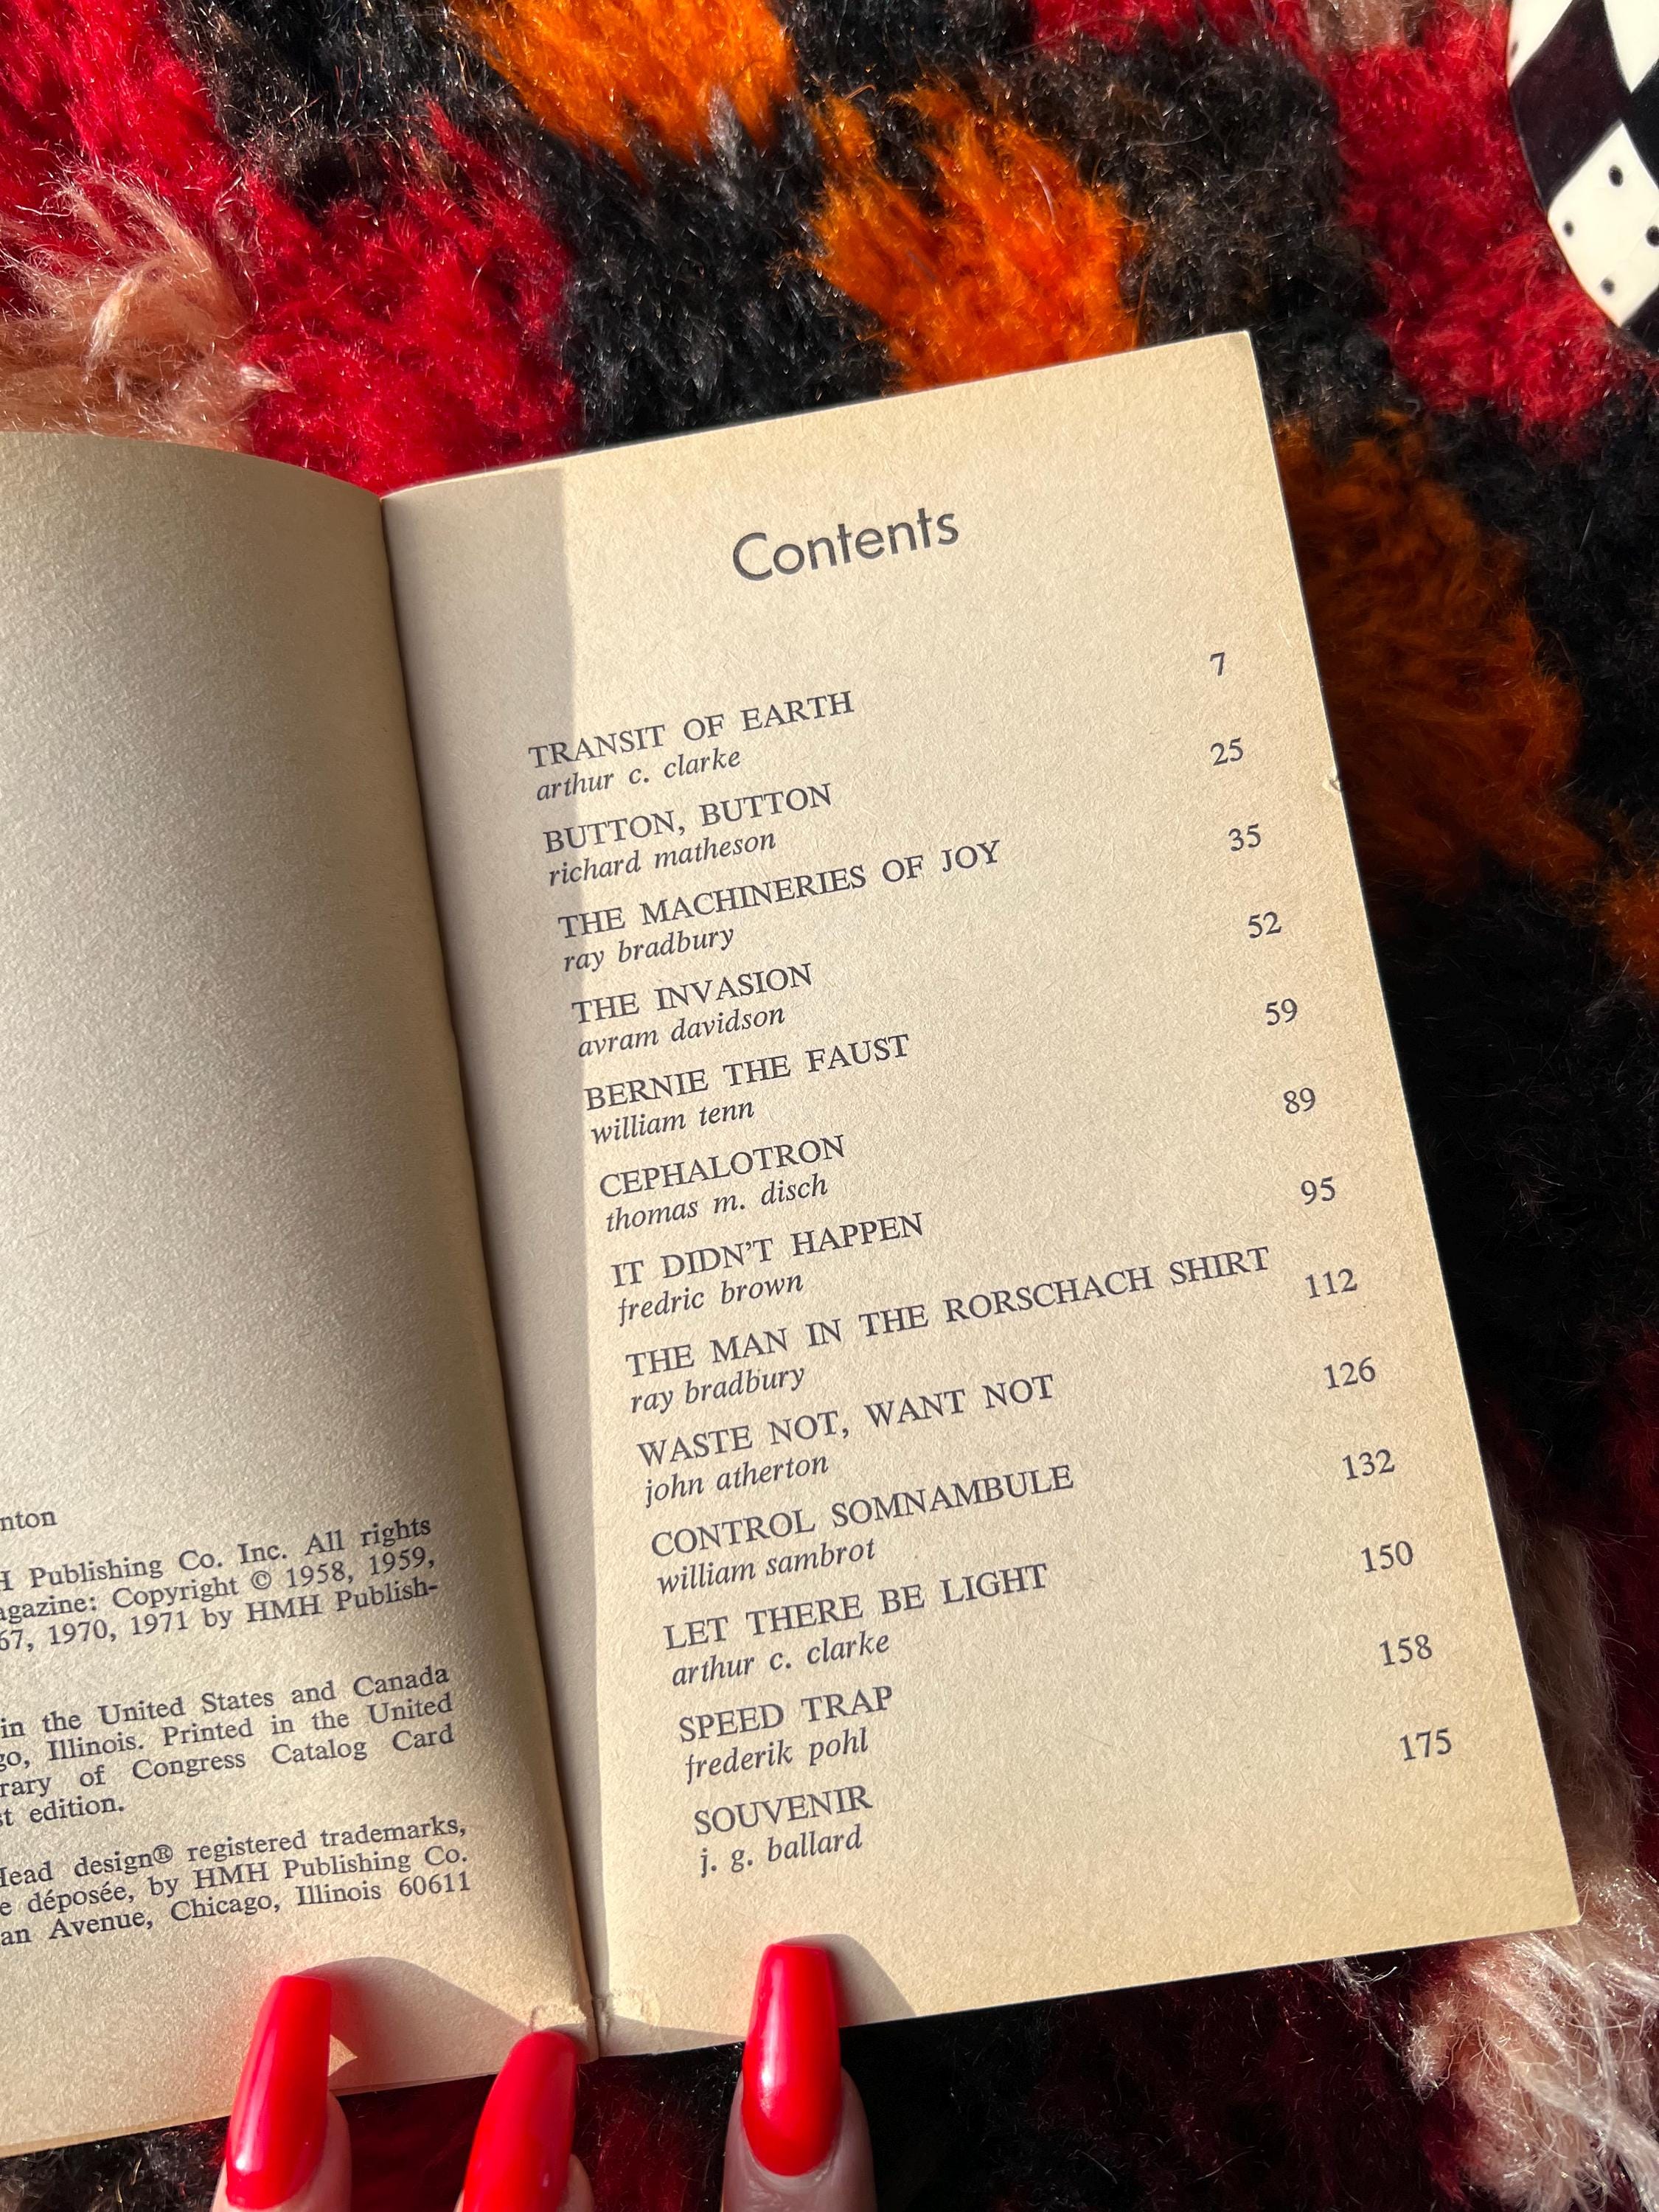 nton
H Publishing Co. Inc. All rights
agazine: Copyright © 1958, 1959,
67, 1970, 1971 by HMH Publish-
in the United States and Canada
go, Illinois. Printed in the United
rary of Congress Catalog Card
st edition.
Head design® registered trademarks,
e déposée, by HMH Publishing Co.
an Avenue, Chicago, Illinois 60611
Contents
TRANSIT OF EARTH 7
arthur c. clarke
BUTTON, BUTTON 25
richard matheson
THE MACHINERIES OF JOY 35
ray bradbury
THE INVASION 52
avram davidson
BERNIE THE FAUST 59
william tenn
CEPHALOTRON 89
thomas m. disch
IT DIDN'T HAPPEN 95
fredric brown
THE MAN IN THE RORSCHACH SHIRT 112
ray bradbury
WASTE NOT, WANT NOT 126
john atherton
CONTROL SOMNAMBULE 132
william sambrot
LET THERE BE LIGHT 150
arthur c. clarke
SPEED TRAP 158
frederik pohl
SOUVENIR 175
j. g. ballard